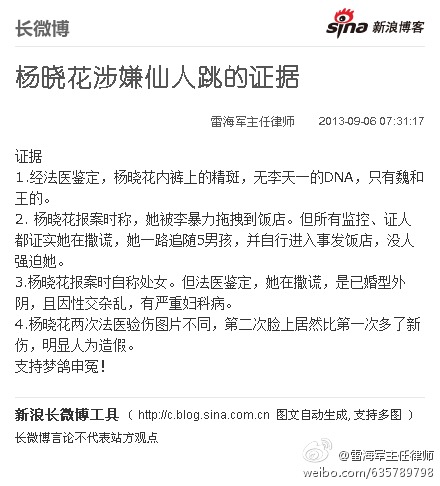 长微博
sina 新浪博客
杨晓花涉嫌仙人跳的证据
雷海军主任律师 2013-09-06 07:31:17
证据
1.经法医鉴定，杨晓花内裤上的精斑，无李天一的DNA，只有魏和
王的。
2. 杨晓花报案时称，她被李暴力拖拽到饭店。但所有监控、证人
都证实她在撒谎，她一路追随5男孩，并自行进入事发饭店，没人
强迫她。
3.杨晓花报案时自称处女。但法医鉴定，她在撒谎，是已婚型外
阴，且因性交杂乱，有严重妇科病。
4.杨晓花两次法医验伤图片不同，第二次脸上居然比第一次多了新
伤，明显人为造假。
支持梦鸽申冤！
新浪长微博工具 （ http://c.blog.sina.com.cn 图文自动生成, 支持多图 ）
长微博言论不代表站方观点
@雷海军主任律师
weibo.com/635789798